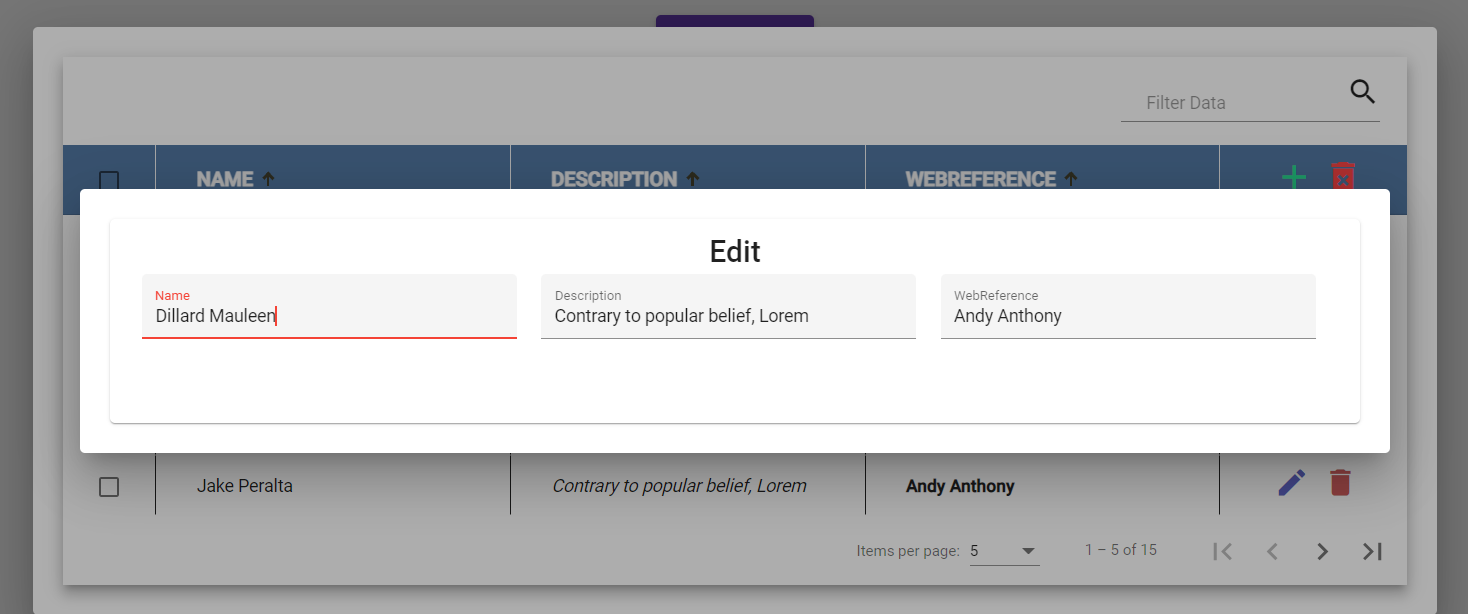 Filter Data
NAME DESCRIPTION WEBREFERENCE
Edit
Name Description WebReference
Dillard Mauleen Contrary to popular belief, Lorem Andy Anthony
Jake Peralta Contrary to popular belief, Lorem Andy Anthony
Items per page: 5 1 – 5 of 15